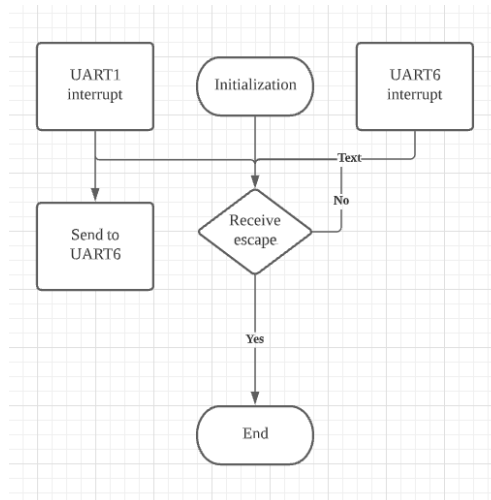 UART1
interrupt
Initialization
UART6
interrupt
Text
No
Receive
escape
Send to
UART6
Yes
End